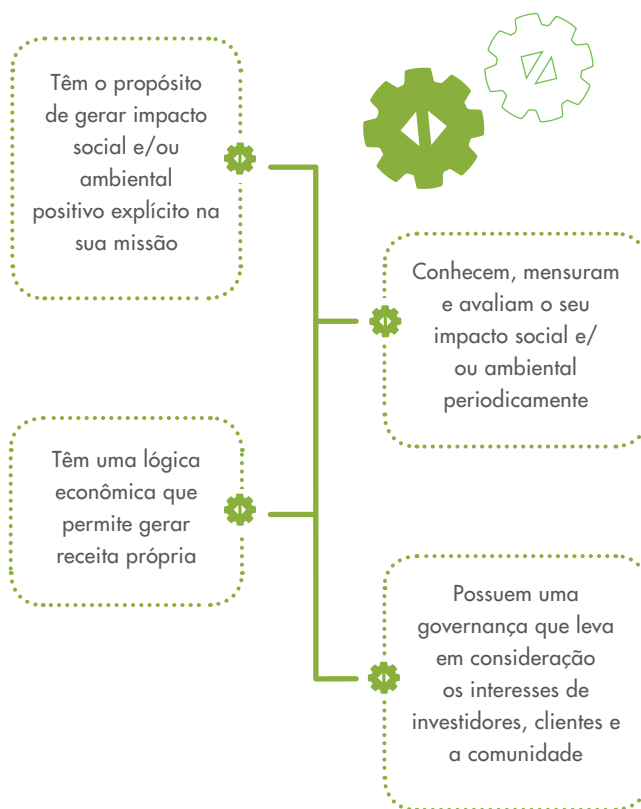 Têm o propósito
de gerar impacto
social e/ou
ambiental
positivo explícito na
sua missão
Conhecem, mensuram
e avaliam o seu
impacto social e/
ou ambiental
periodicamente
Têm uma lógica
econômica que
permite gerar
receita própria
Possuem uma
governança que leva
em consideração
os interesses de
investidores, clientes e
a comunidade